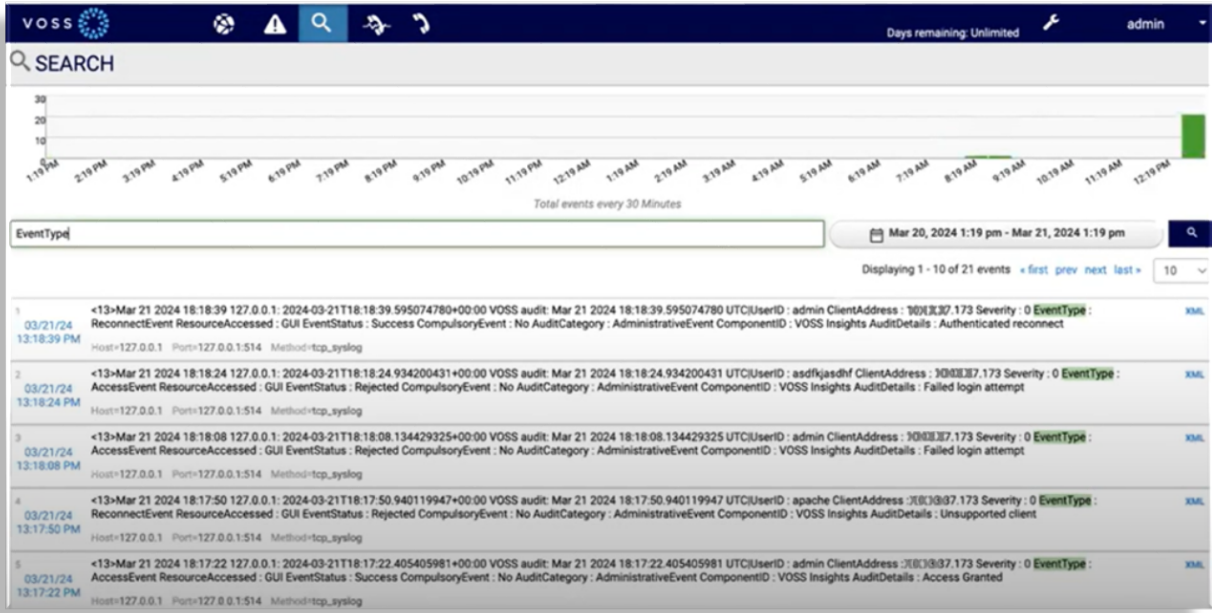 VOSS
Days remaining: Unlimited
admin
SEARCH
30
20
10
0
1:19 PM 2:19 PM 3:19 PM 4:19 PM 5:19 PM 6:19 PM 7:19 PM 8:19 PM 9:19 PM 10:19 PM 11:19 PM 12:19 AM 1:19 AM 2:19 AM 3:19 AM 4:19 AM 5:19 AM 6:19 AM 7:19 AM 8:19 AM 9:19 AM 10:19 AM 11:19 AM 12:19 PM
Total events every 30 Minutes
EventType
Mar 20, 2024 1:19 pm - Mar 21, 2024 1:19 pm
Displaying 1 - 10 of 21 events « first prev next last » 10
1
03/21/24
13:18:39 PM
<13>Mar 21 2024 18:18:39 127.0.0.1: 2024-03-21T18:18:39.595074780+00:00 VOSS audit: Mar 21 2024 18:18:39.595074780 UTC|UserID : admin ClientAddress : 7.173 Severity : 0 EventType :
ReconnectEvent ResourceAccessed : GUI EventStatus : Success CompulsoryEvent : No AuditCategory : AdministrativeEvent ComponentID : VOSS Insights AuditDetails : Authenticated reconnect
Host=127.0.0.1 Port=127.0.0.1:514 Method=tcp_syslog
XML
2
03/21/24
13:18:24 PM
<13>Mar 21 2024 18:18:24 127.0.0.1: 2024-03-21T18:18:24.934200431+00:00 VOSS audit: Mar 21 2024 18:18:24.934200431 UTC|UserID : asdfkjasdhf ClientAddress : 7.173 Severity : 0 EventType :
AccessEvent ResourceAccessed : GUI EventStatus : Rejected CompulsoryEvent : No AuditCategory : AdministrativeEvent ComponentID : VOSS Insights AuditDetails : Failed login attempt
Host=127.0.0.1 Port=127.0.0.1:514 Method=tcp_syslog
XML
3
03/21/24
13:18:08 PM
<13>Mar 21 2024 18:18:08 127.0.0.1: 2024-03-21T18:18:08.134429325+00:00 VOSS audit: Mar 21 2024 18:18:08.134429325 UTC|UserID : admin ClientAddress : 7.173 Severity : 0 EventType :
AccessEvent ResourceAccessed : GUI EventStatus : Rejected CompulsoryEvent : No AuditCategory : AdministrativeEvent ComponentID : VOSS Insights AuditDetails : Failed login attempt
Host=127.0.0.1 Port=127.0.0.1:514 Method=tcp_syslog
XML
4
03/21/24
13:17:50 PM
<13>Mar 21 2024 18:17:50 127.0.0.1: 2024-03-21T18:17:50.940119947+00:00 VOSS audit: Mar 21 2024 18:17:50.940119947 UTC|UserID : apache ClientAddress : 37.173 Severity : 0 EventType :
ReconnectEvent ResourceAccessed : GUI EventStatus : Rejected CompulsoryEvent : No AuditCategory : AdministrativeEvent ComponentID : VOSS Insights AuditDetails : Unsupported client
Host=127.0.0.1 Port=127.0.0.1:514 Method=tcp_syslog
XML
5
03/21/24
13:17:22 PM
<13>Mar 21 2024 18:17:22 127.0.0.1: 2024-03-21T18:17:22.405405981+00:00 VOSS audit: Mar 21 2024 18:17:22.405405981 UTC|UserID : admin ClientAddress : 37.173 Severity : 0 EventType :
AccessEvent ResourceAccessed : GUI EventStatus : Success CompulsoryEvent : No AuditCategory : AdministrativeEvent ComponentID : VOSS Insights AuditDetails : Access Granted
Host=127.0.0.1 Port=127.0.0.1:514 Method=tcp_syslog
XML